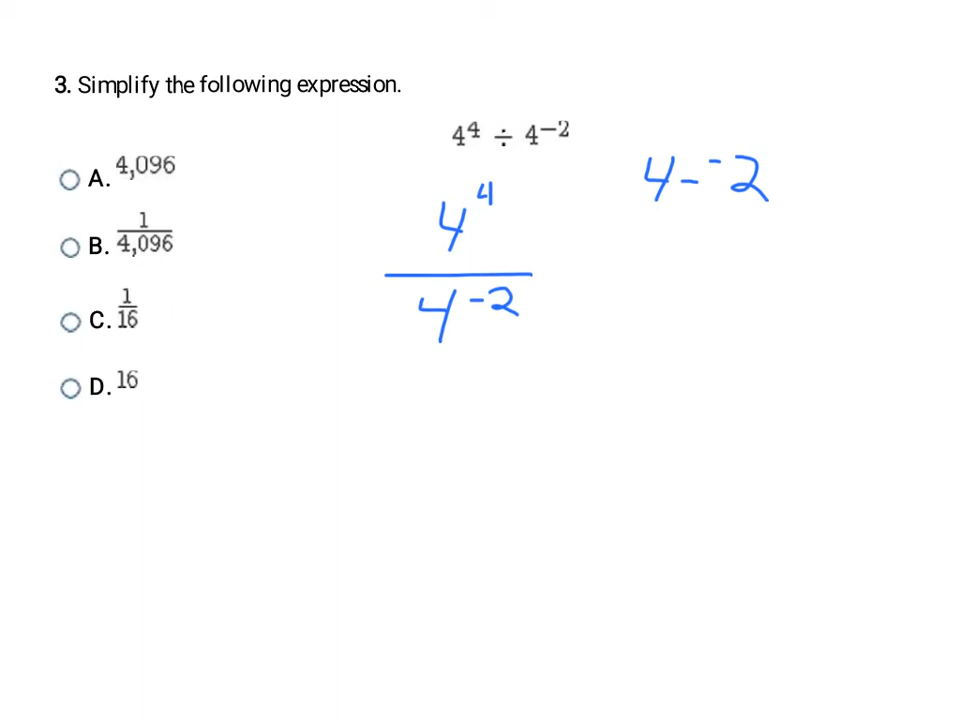 3. Simplify the following expression.
4⁴ ÷ 4⁻²
A. 4,096
B. 1/4,096
C. 1/16
D. 16
4⁴
4⁻²
4 - ⁻2